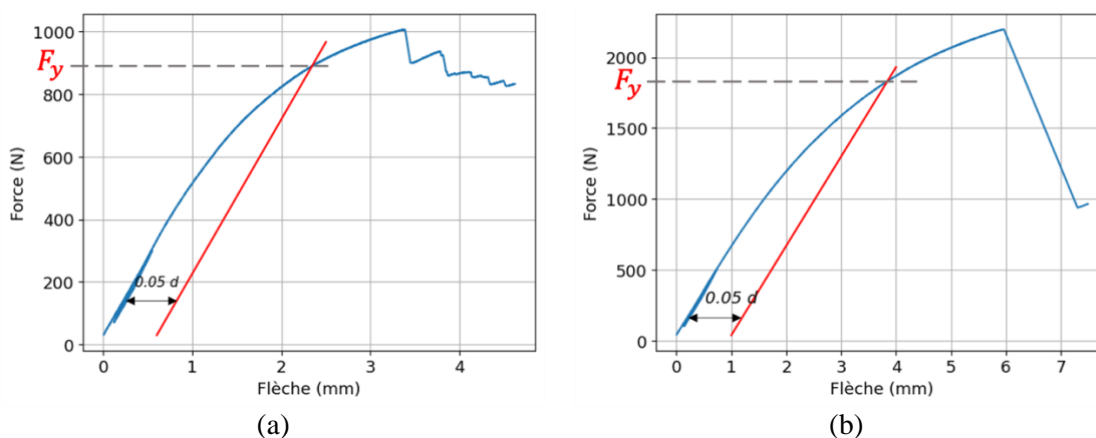 1000
F_y
800
600
400
200
0
Force (N)
0.05 d
0 1 2 3 4
Flèche (mm)
(a)
2000
F_y
1500
1000
500
0
Force (N)
0.05 d
0 1 2 3 4 5 6 7
Flèche (mm)
(b)